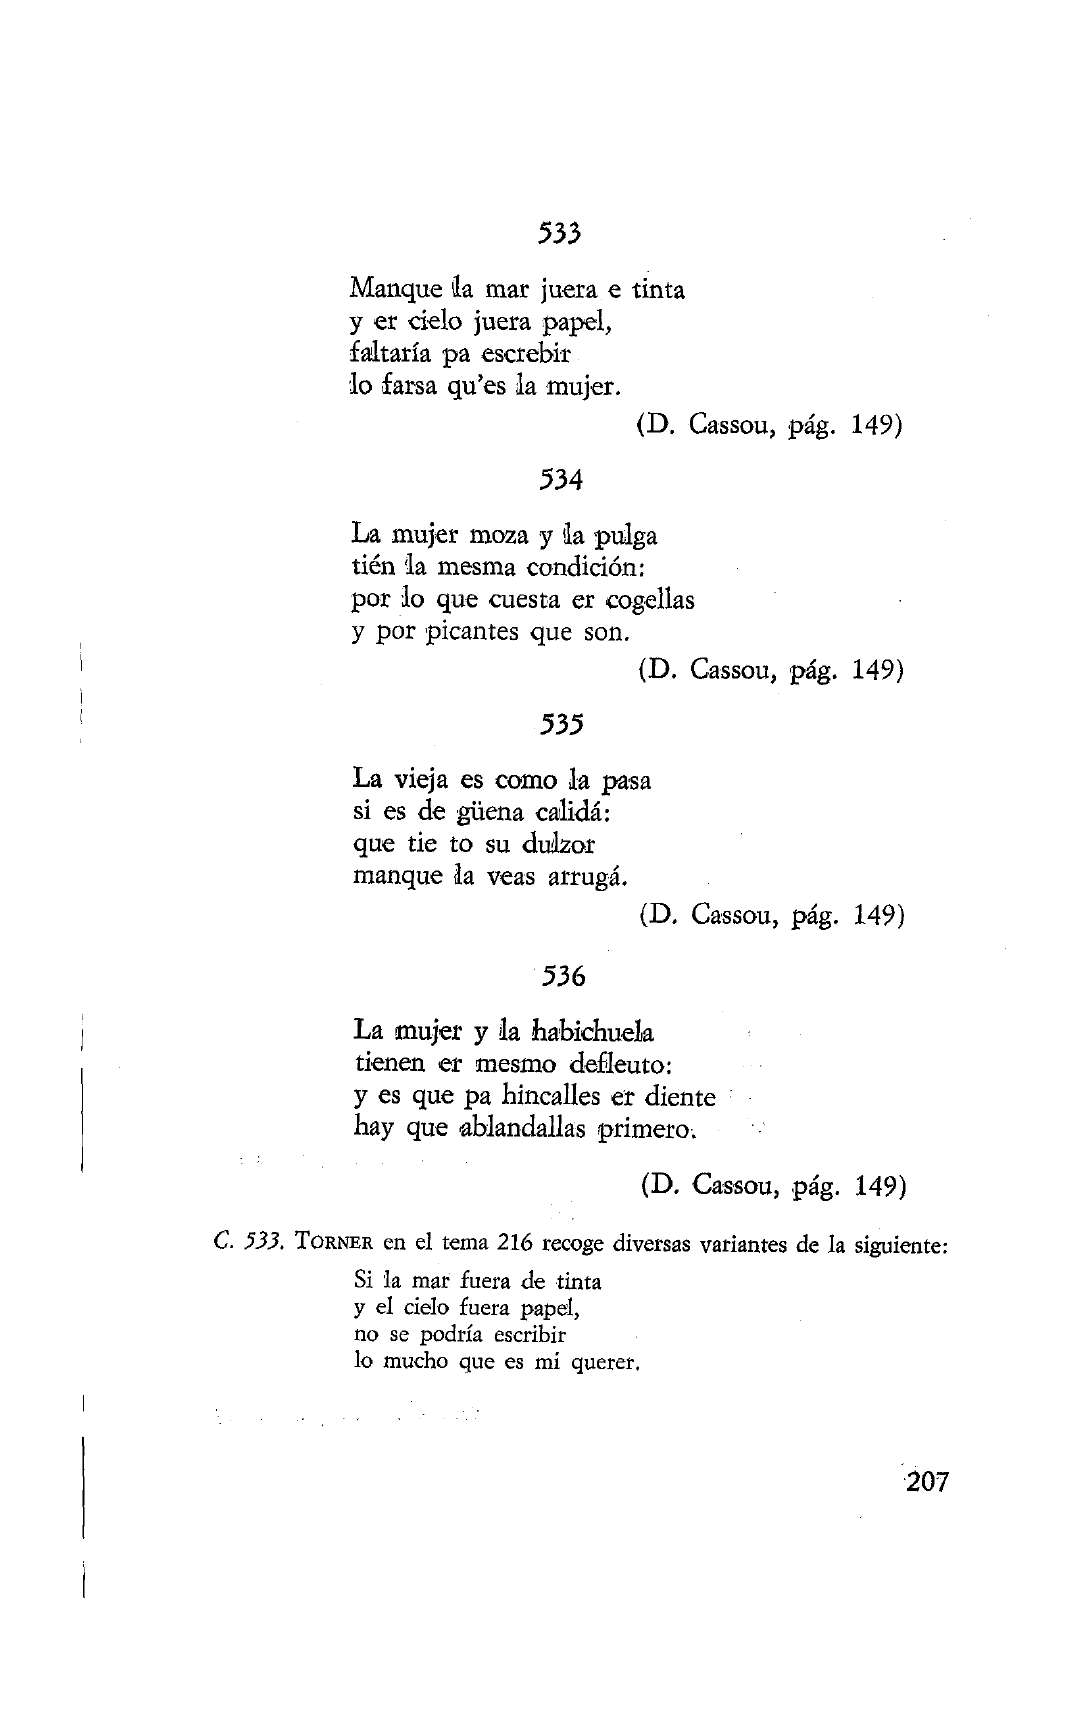 533
Manque la mar juera e tinta
y er cielo juera papel,
faltaría pa escrebir
lo farsa qu'es la mujer.
(D. Cassou, pág. 149)
534
La mujer moza y la pulga
tién la mesma condición:
por lo que cuesta er cogellas
y por picantes que son.
(D. Cassou, pág. 149)
535
La vieja es como la pasa
si es de güena calidá:
que tie to su dulzor
manque la veas arrugá.
(D. Cassou, pág. 149)
536
La mujer y la habichuela
tienen er mesmo defleuto:
y es que pa hincalles er diente
hay que ablandallas primero.
(D. Cassou, pág. 149)
C. 533. TORNER en el tema 216 recoge diversas variantes de la siguiente:
Si la mar fuera de tinta
y el cielo fuera papel,
no se podría escribir
lo mucho que es mi querer.
207